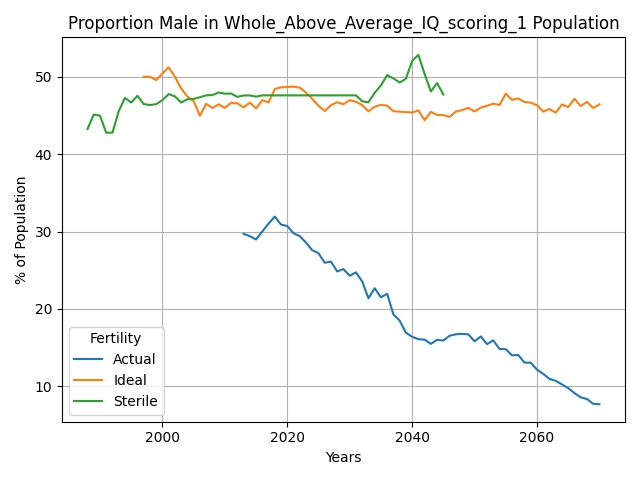 Proportion Male in Whole_Above_Average_IQ_scoring_1 Population
% of Population
50
40
30
20
10
Fertility
Actual
Ideal
Sterile
2000
2020
2040
2060
Years